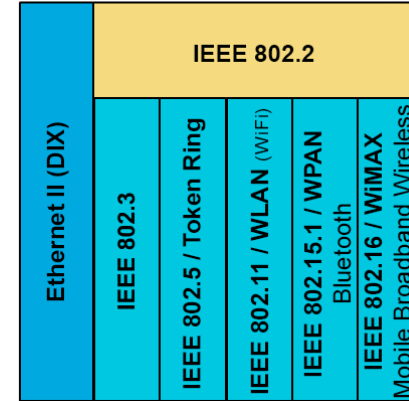 IEEE 802.2
Ethernet II (DIX)
IEEE 802.3
IEEE 802.5 / Token Ring
IEEE 802.11 / WLAN (WiFi)
IEEE 802.15.1 / WPAN
Bluetooth
IEEE 802.16 / WiMAX
Mobile Broadband Wireless